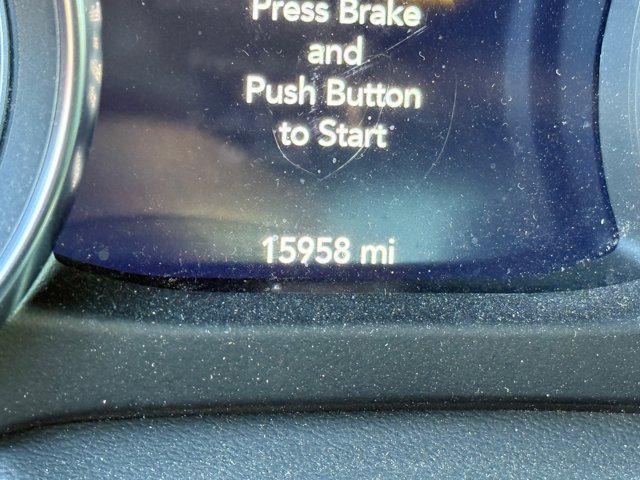 Press Brake
and
Push Button
to Start
15958 mi